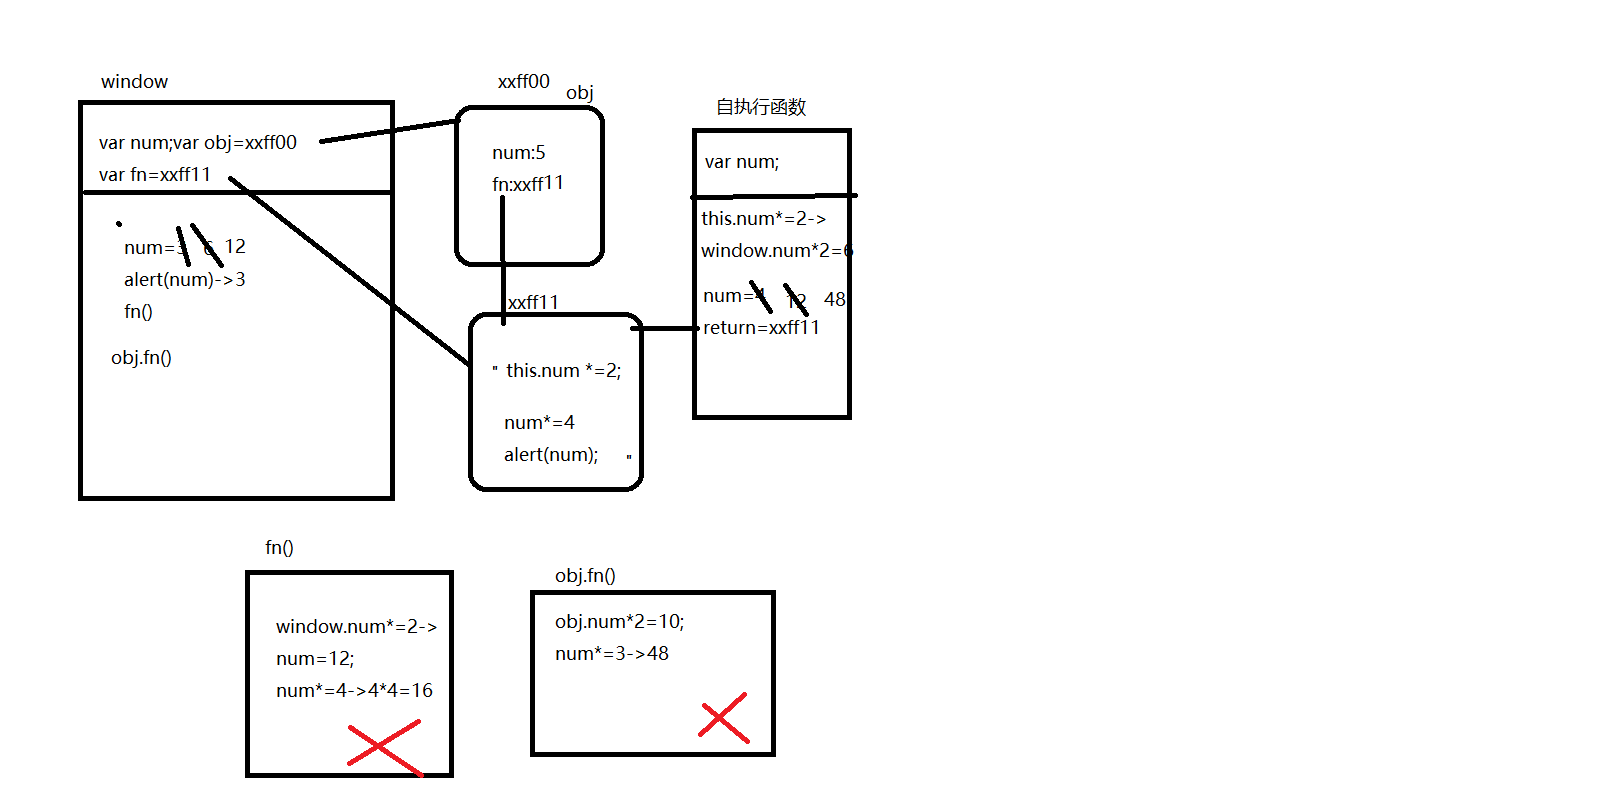 window
var num;var obj=xxff00
var fn=xxff11
num=3 6 12
alert(num)->3
fn()
obj.fn()
xxff00
obj
num:5
fn:xxff11
xxff11
" this.num *=2;
num*=4
alert(num); "
自执行函数
var num;
this.num*=2->
window.num*2=6
num=4 12 48
return=xxff11
fn()
window.num*=2->
num=12;
num*=4->4*4=16
obj.fn()
obj.num*2=10;
num*=3->48